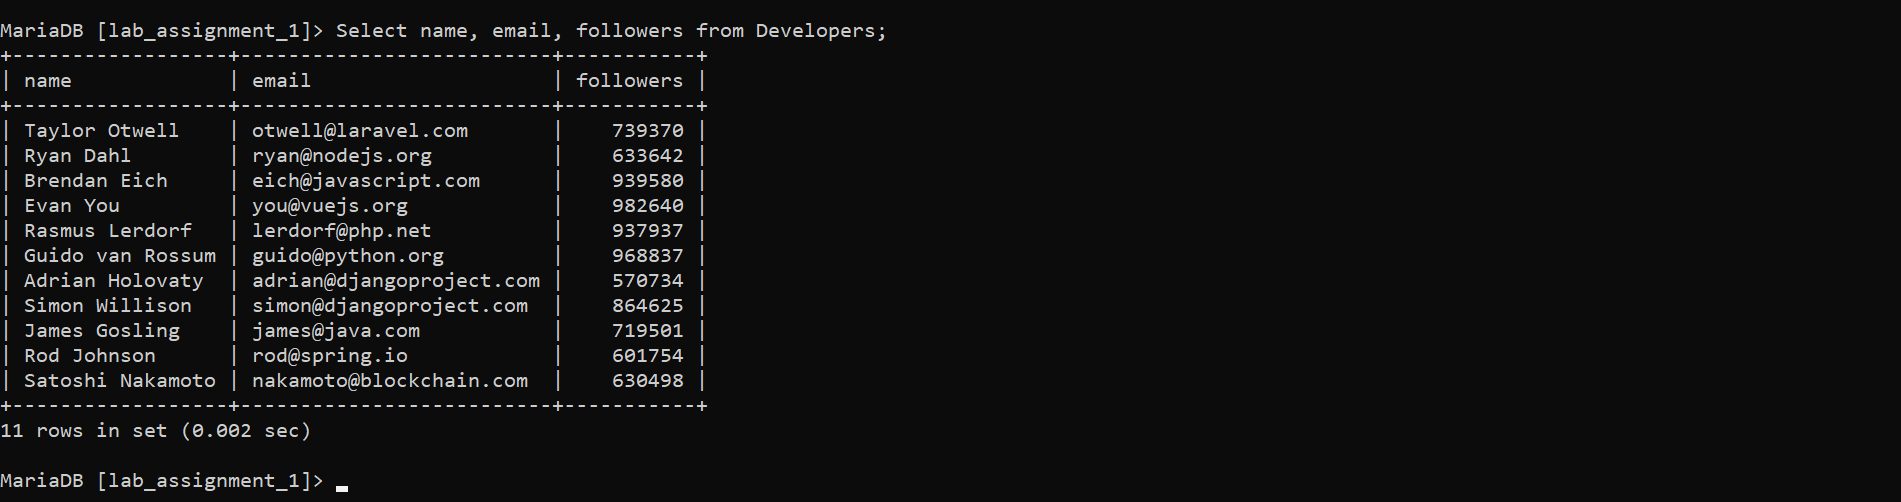 MariaDB [lab_assignment_1]> Select name, email, followers from Developers;
+------------------+--------------------------+-----------+
| name             | email                    | followers |
+------------------+--------------------------+-----------+
| Taylor Otwell    | otwell@laravel.com       |    739370 |
| Ryan Dahl        | ryan@nodejs.org          |    633642 |
| Brendan Eich     | eich@javascript.com      |    939580 |
| Evan You         | you@vuejs.org            |    982640 |
| Rasmus Lerdorf   | lerdorf@php.net          |    937937 |
| Guido van Rossum | guido@python.org         |    968837 |
| Adrian Holovaty  | adrian@djangoproject.com |    570734 |
| Simon Willison   | simon@djangoproject.com  |    864625 |
| James Gosling    | james@java.com           |    719501 |
| Rod Johnson      | rod@spring.io            |    601754 |
| Satoshi Nakamoto | nakamoto@blockchain.com  |    630498 |
+------------------+--------------------------+-----------+
11 rows in set (0.002 sec)
MariaDB [lab_assignment_1]> _